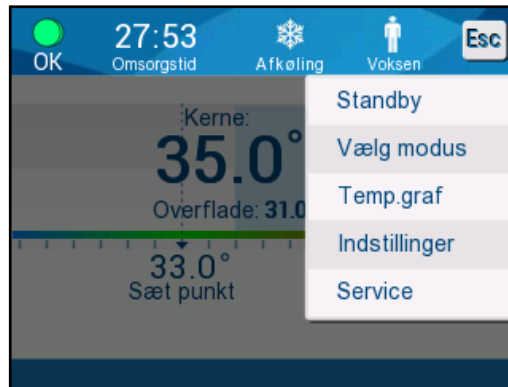 27:53
Esc
OK
Omsorgstid
Afkøling
Voksen
Standby
Kerne:
Vælg modus
35.0°
Temp.graf
Overflade: 31.0
Indstillinger
33.0°
Sæt punkt
Service